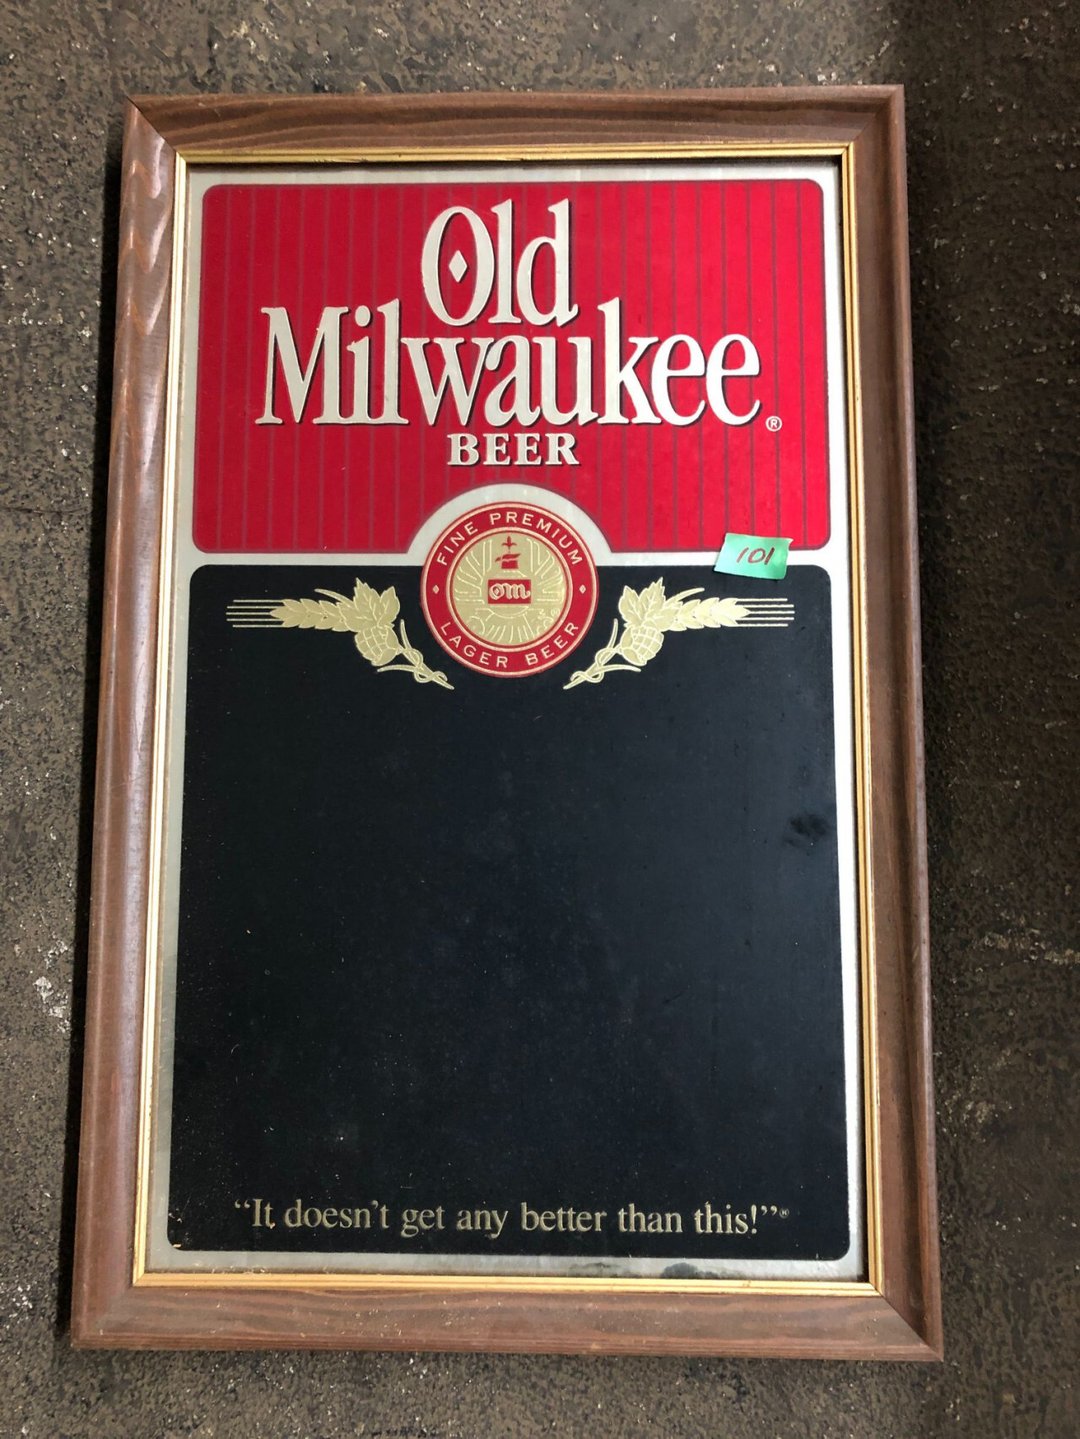 Old
Milwaukee®
BEER
FINE PREMIUM
om
LAGER BEER
101
“It doesn't get any better than this!”®